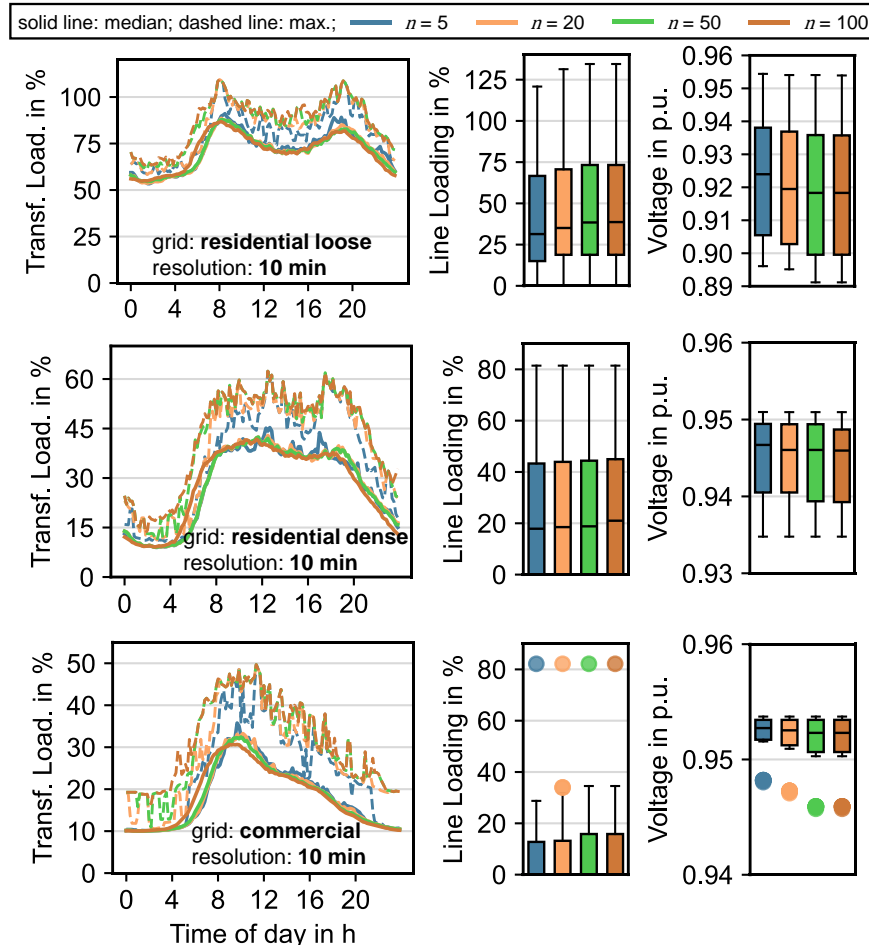 solid line: median; dashed line: max.; n = 5 n = 20 n = 50 n = 100
Transf. Load. in %
100
75
50
25
0
0 4 8 12 16 20
grid: residential loose
resolution: 10 min
Line Loading in %
125
100
75
50
25
0
Voltage in p.u.
0.96
0.95
0.94
0.93
0.92
0.91
0.90
0.89
Transf. Load. in %
60
45
30
15
0
0 4 8 12 16 20
grid: residential dense
resolution: 10 min
Line Loading in %
80
60
40
20
0
Voltage in p.u.
0.96
0.95
0.94
0.93
Transf. Load. in %
50
40
30
20
10
0
0 4 8 12 16 20
grid: commercial
resolution: 10 min
Time of day in h
Line Loading in %
80
60
40
20
0
Voltage in p.u.
0.96
0.95
0.94